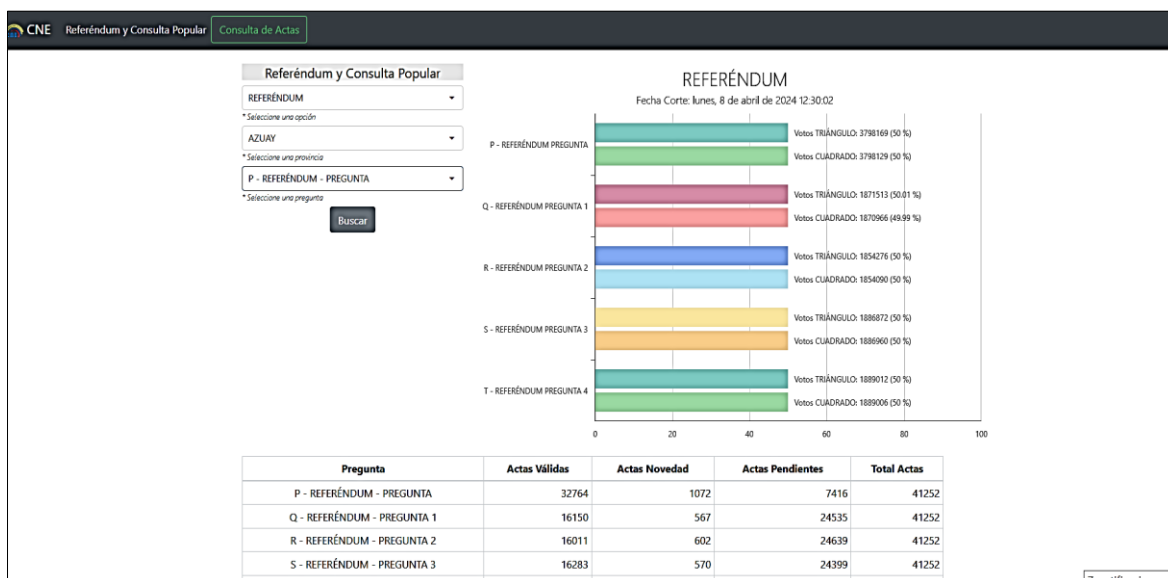 CNE Referéndum y Consulta Popular Consulta de Actas
Referéndum y Consulta Popular
REFERÉNDUM
* Seleccione una opción
AZUAY
* Seleccione una provincia
P - REFERÉNDUM - PREGUNTA
* Seleccione una pregunta
Buscar
REFERÉNDUM
Fecha Corte: lunes, 8 de abril de 2024 12:30:02
P - REFERÉNDUM PREGUNTA
Votos TRIÁNGULO: 3798169 (50 %)
Votos CUADRADO: 3798129 (50 %)
Q - REFERÉNDUM PREGUNTA 1
Votos TRIÁNGULO: 1871513 (50.01 %)
Votos CUADRADO: 1870966 (49.99 %)
R - REFERÉNDUM PREGUNTA 2
Votos TRIÁNGULO: 1854276 (50 %)
Votos CUADRADO: 1854090 (50 %)
S - REFERÉNDUM PREGUNTA 3
Votos TRIÁNGULO: 1886872 (50 %)
Votos CUADRADO: 1886960 (50 %)
T - REFERÉNDUM PREGUNTA 4
Votos TRIÁNGULO: 1889012 (50 %)
Votos CUADRADO: 1889006 (50 %)
0 20 40 60 80 100
Pregunta Actas Válidas Actas Novedad Actas Pendientes Total Actas
P - REFERÉNDUM - PREGUNTA 32764 1072 7416 41252
Q - REFERÉNDUM - PREGUNTA 1 16150 567 24535 41252
R - REFERÉNDUM - PREGUNTA 2 16011 602 24639 41252
S - REFERÉNDUM - PREGUNTA 3 16283 570 24399 41252